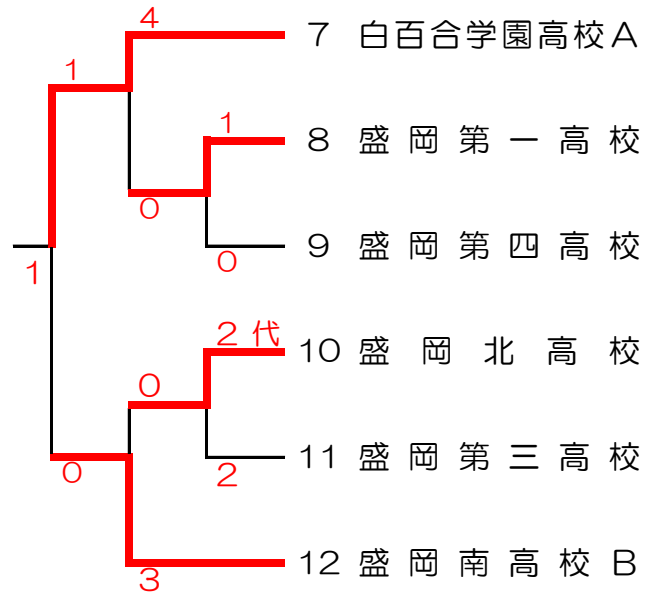 4
7 白百合学園高校A
1
1
8 盛岡第一高校
0
0
9 盛岡第四高校
1
2代
10 盛岡北高校
0
2
11 盛岡第三高校
0
3
12 盛岡南高校B